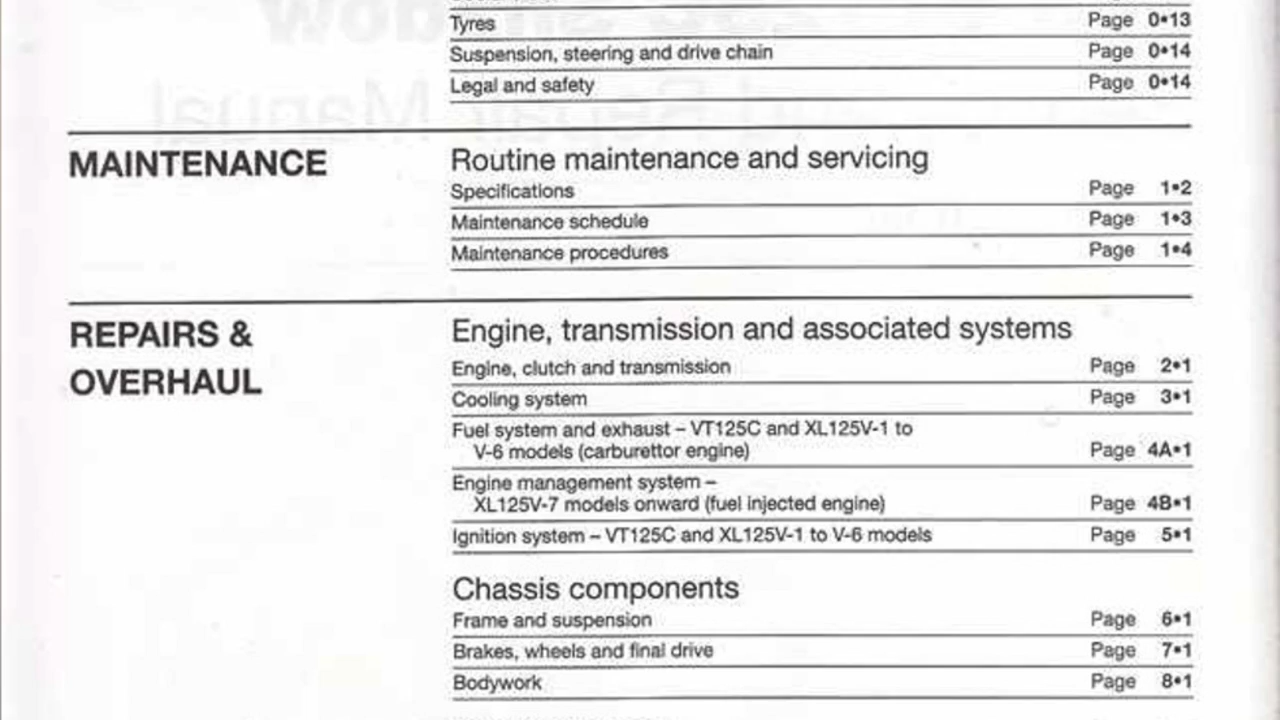 Tyres Page 0•13
Suspension, steering and drive chain Page 0•14
Legal and safety Page 0•14
MAINTENANCE
Routine maintenance and servicing
Specifications Page 1•2
Maintenance schedule Page 1•3
Maintenance procedures Page 1•4
REPAIRS &
OVERHAUL
Engine, transmission and associated systems
Engine, clutch and transmission Page 2•1
Cooling system Page 3•1
Fuel system and exhaust – VT125C and XL125V-1 to
V-6 models (carburettor engine) Page 4A•1
Engine management system –
XL125V-7 models onward (fuel injected engine) Page 4B•1
Ignition system – VT125C and XL125V-1 to V-6 models Page 5•1
Chassis components
Frame and suspension Page 6•1
Brakes, wheels and final drive Page 7•1
Bodywork Page 8•1